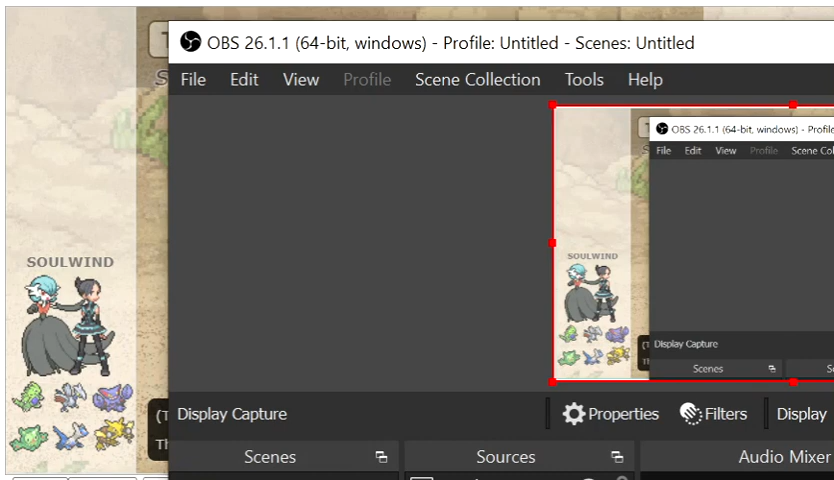 OBS 26.1.1 (64-bit, windows) - Profile: Untitled - Scenes: Untitled
File Edit View Profile Scene Collection Tools Help
OBS 26.1.1 (64-bit, windows) - Profile
File Edit View Profile Scene Col
SOULWIND
SOULWIND
Display Capture
Scenes
Display Capture Properties Filters Display
Scenes Sources Audio Mixer